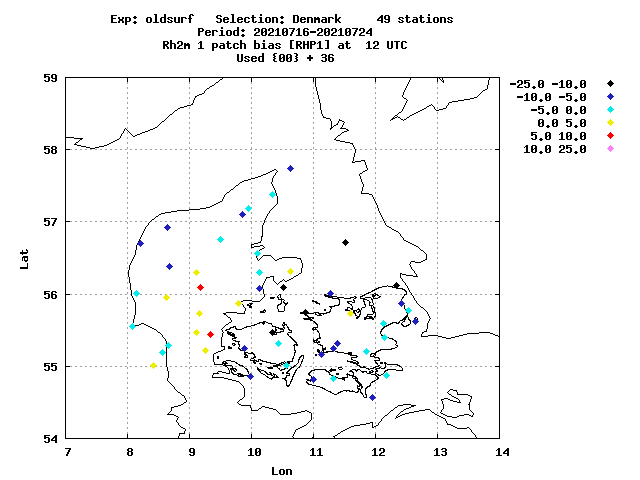 Exp: oldsurf   Selection: Denmark     49 stations
Period: 20210716-20210724
Rh2m 1 patch bias [RHP1] at  12 UTC
Used {00} + 36
-25.0 -10.0
-10.0 -5.0
-5.0 0.0
0.0 5.0
5.0 10.0
10.0 25.0
59
58
57
56
55
54
Lat
7 8 9 10 11 12 13 14
Lon